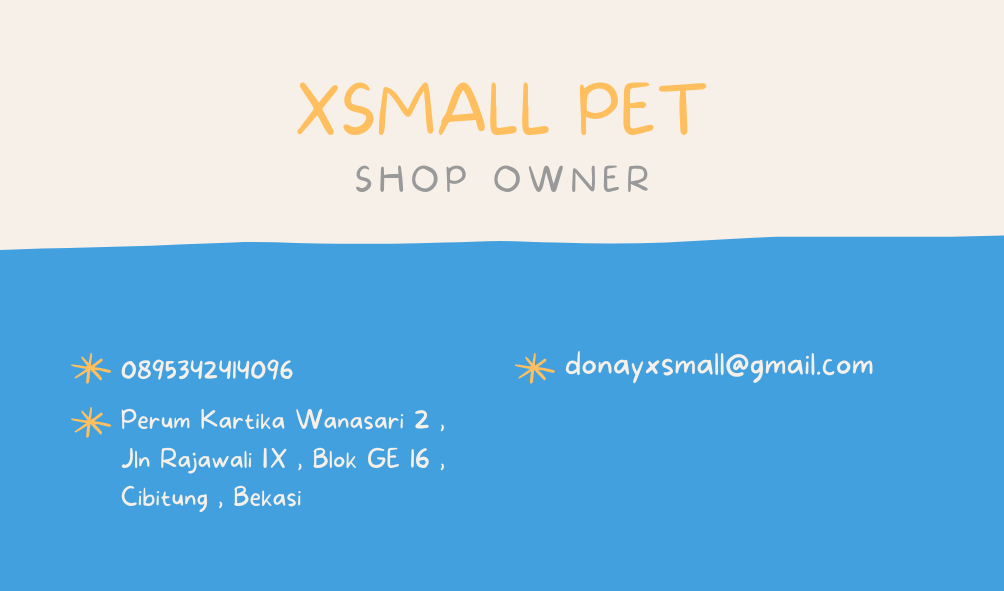 XSMALL PET
SHOP OWNER
0895342414096
donayxsmall@gmail.com
Perum Kartika Wanasari 2 ,
Jln Rajawali IX , Blok GE 16 ,
Cibitung , Bekasi